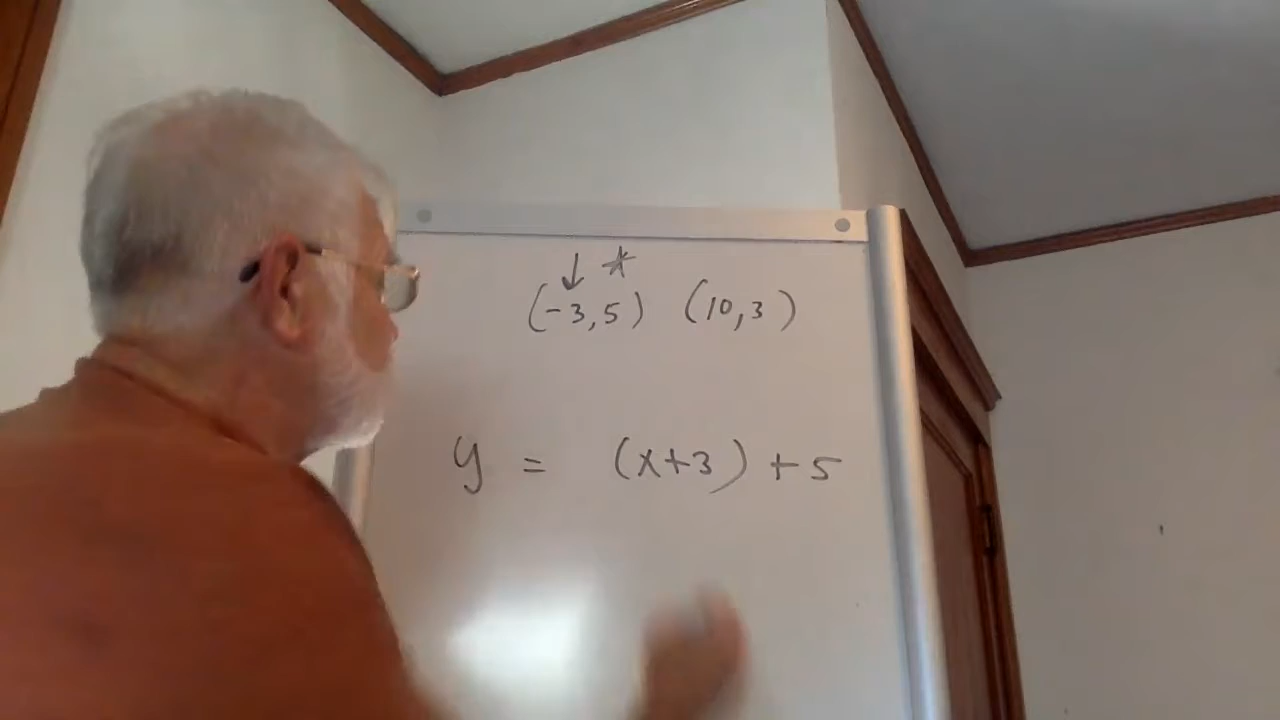 ↓ *
(-3,5) (10,3)
y = (x+3) + 5